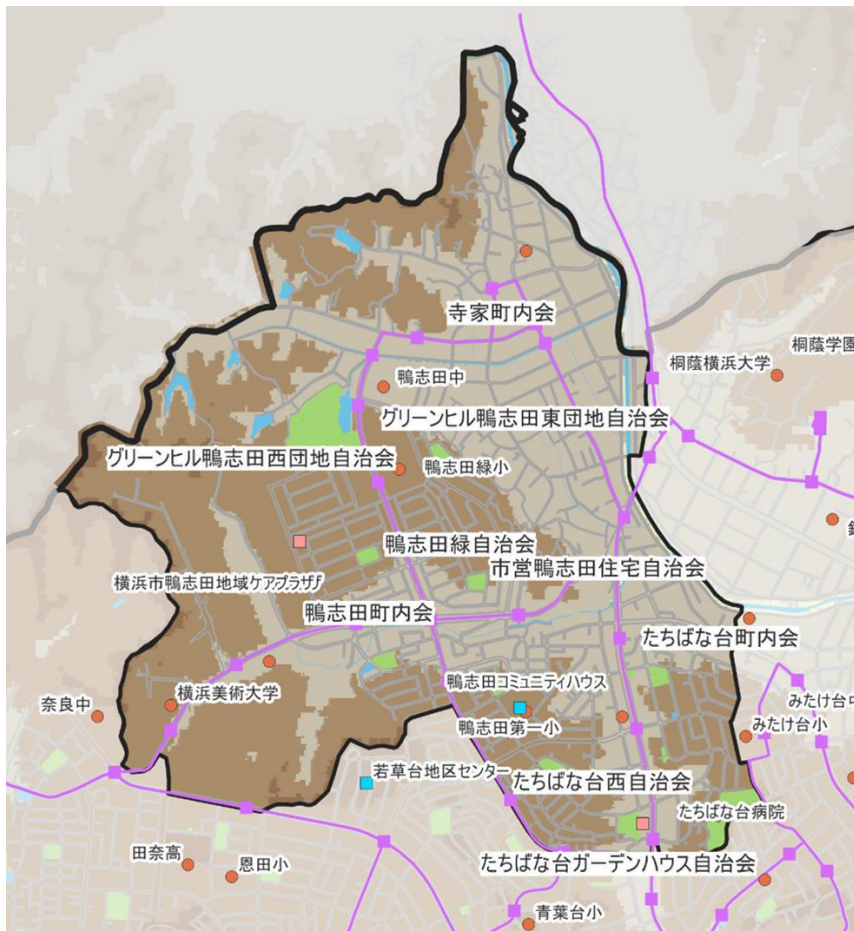 寺家町内会
桐蔭学園
桐蔭横浜大学
鴨志田中
グリーンヒル鴨志田東団地自治会
グリーンヒル鴨志田西団地自治会
鴨志田緑小
鴨志田緑自治会
市営鴨志田住宅自治会
横浜市鴨志田地域ケアプラザ
鴨志田町内会
たちばな台町内会
鴨志田コミュニティハウス
横浜美術大学
奈良中
鴨志田第一小
みたけ台中
みたけ台小
若草台地区センター
たちばな台西自治会
たちばな台病院
田奈高
恩田小
たちばな台ガーデンハウス自治会
青葉台小